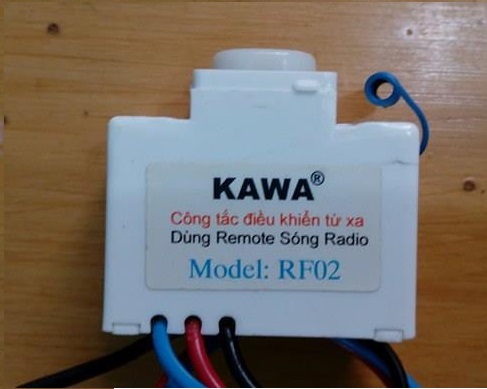 KAWA®
Công tắc điều khiển từ xa
Dùng Remote Sóng Radio
Model: RF02